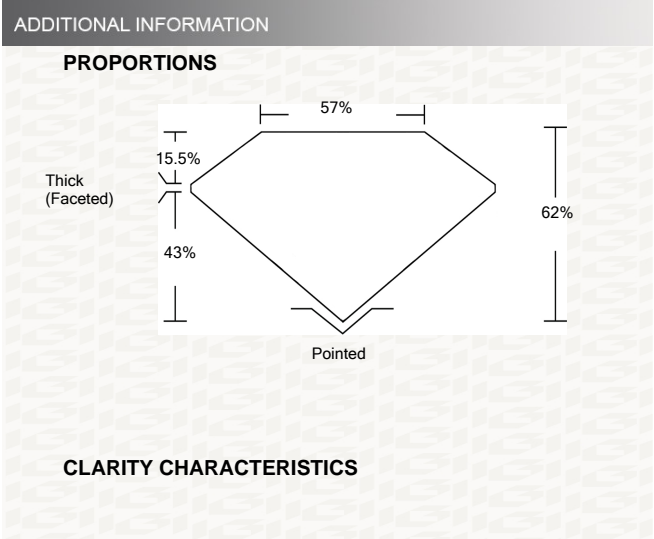 ADDITIONAL INFORMATION
PROPORTIONS
57%
15.5%
Thick
(Faceted)
62%
43%
Pointed
CLARITY CHARACTERISTICS